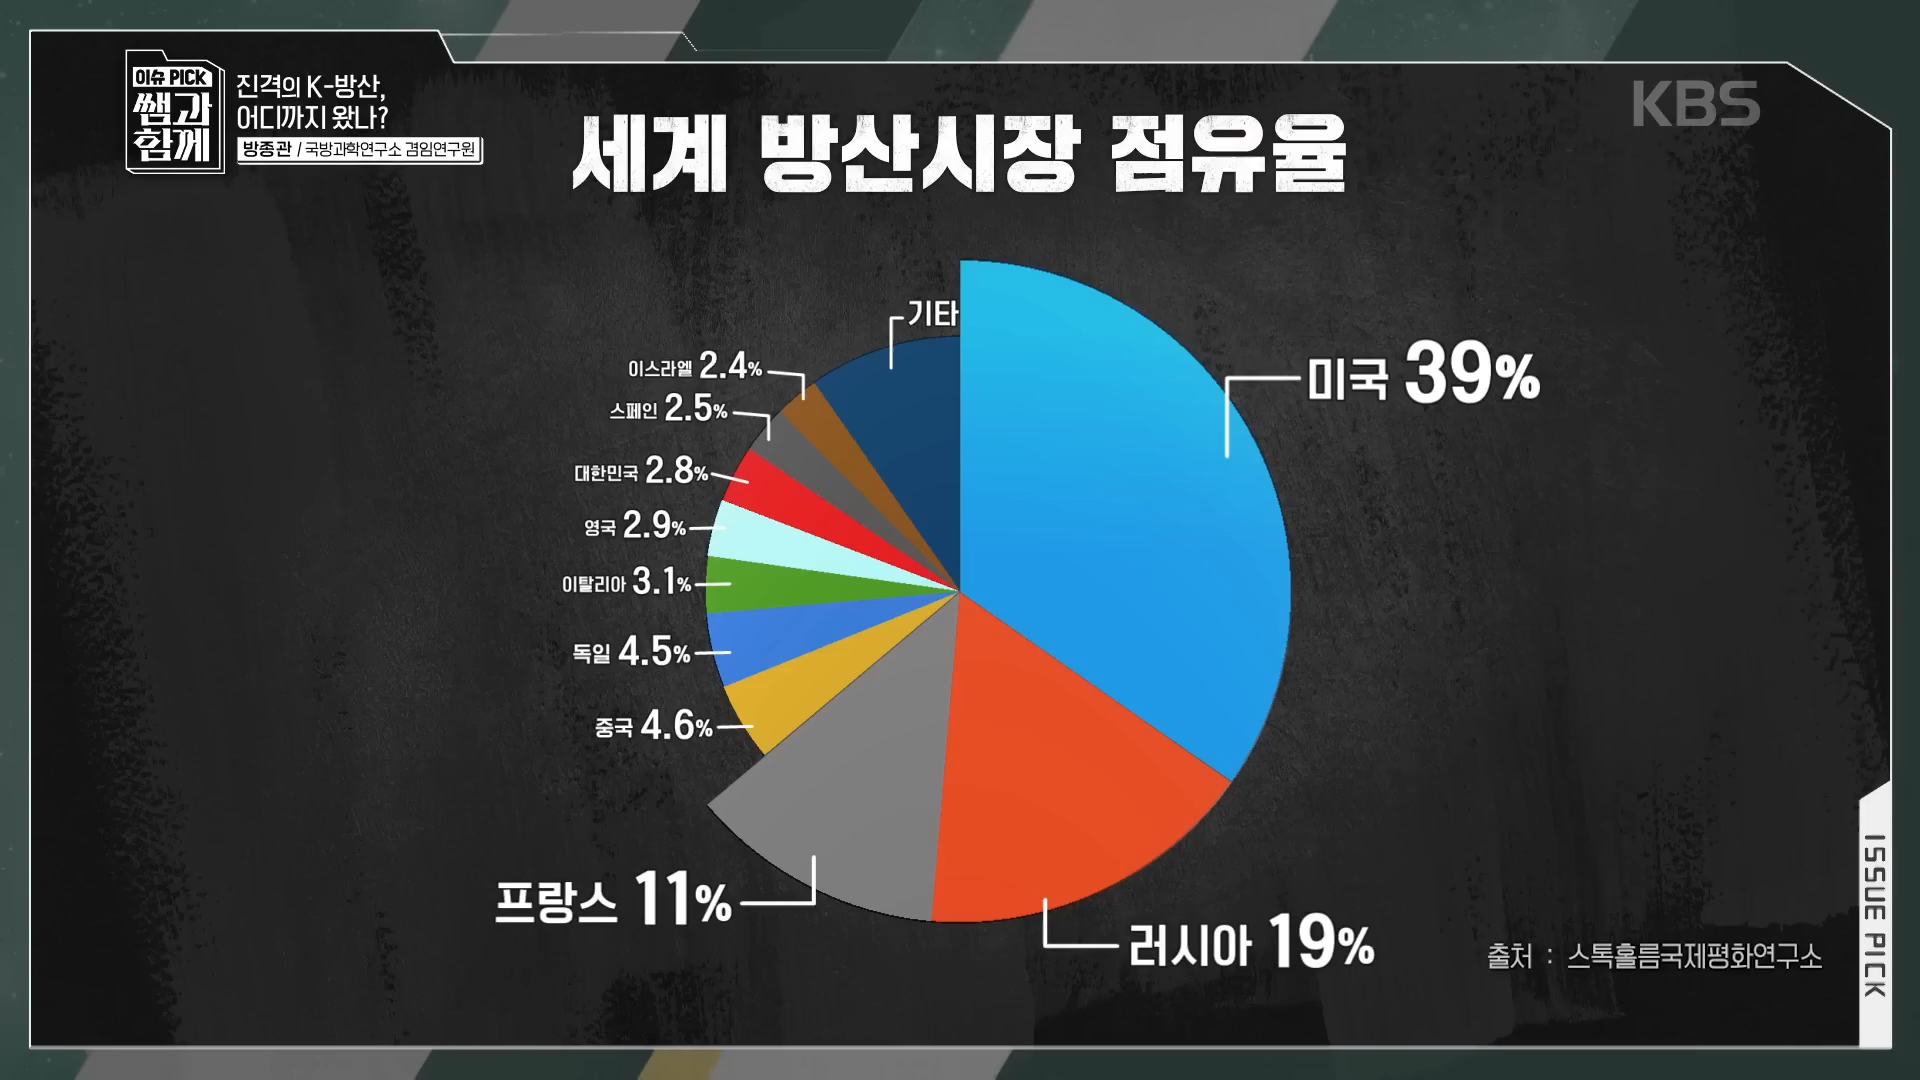 이슈 PICK
쌤과
함께
진격의 K-방산,
어디까지 왔나?
방종관 / 국방과학연구소 겸임연구원
KBS
세계 방산시장 점유율
기타
이스라엘 2.4%
스페인 2.5%
대한민국 2.8%
영국 2.9%
이탈리아 3.1%
독일 4.5%
중국 4.6%
프랑스 11%
미국 39%
러시아 19%
출처 : 스톡홀름국제평화연구소
ISSUE PICK